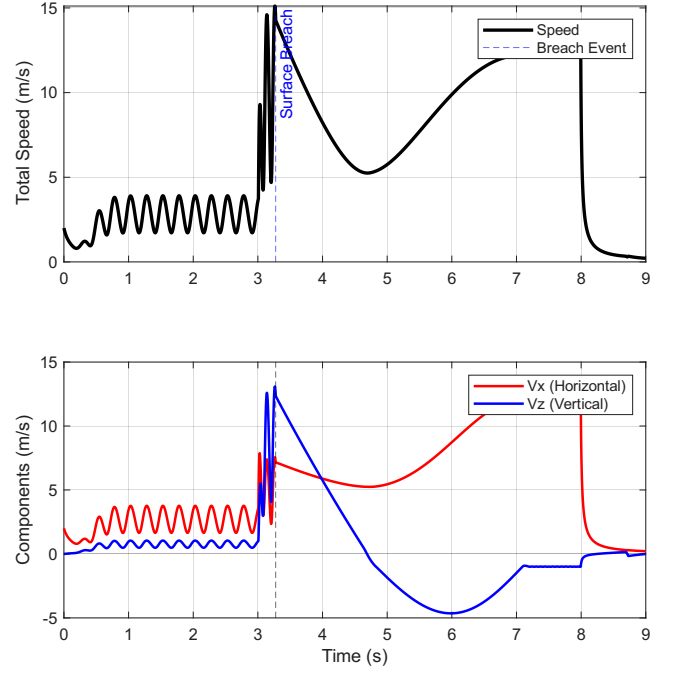 15
10
5
0
Total Speed (m/s)
Surface Breach
Speed
Breach Event
0 1 2 3 4 5 6 7 8 9
15
10
5
0
-5
Components (m/s)
Vx (Horizontal)
Vz (Vertical)
0 1 2 3 4 5 6 7 8 9
Time (s)